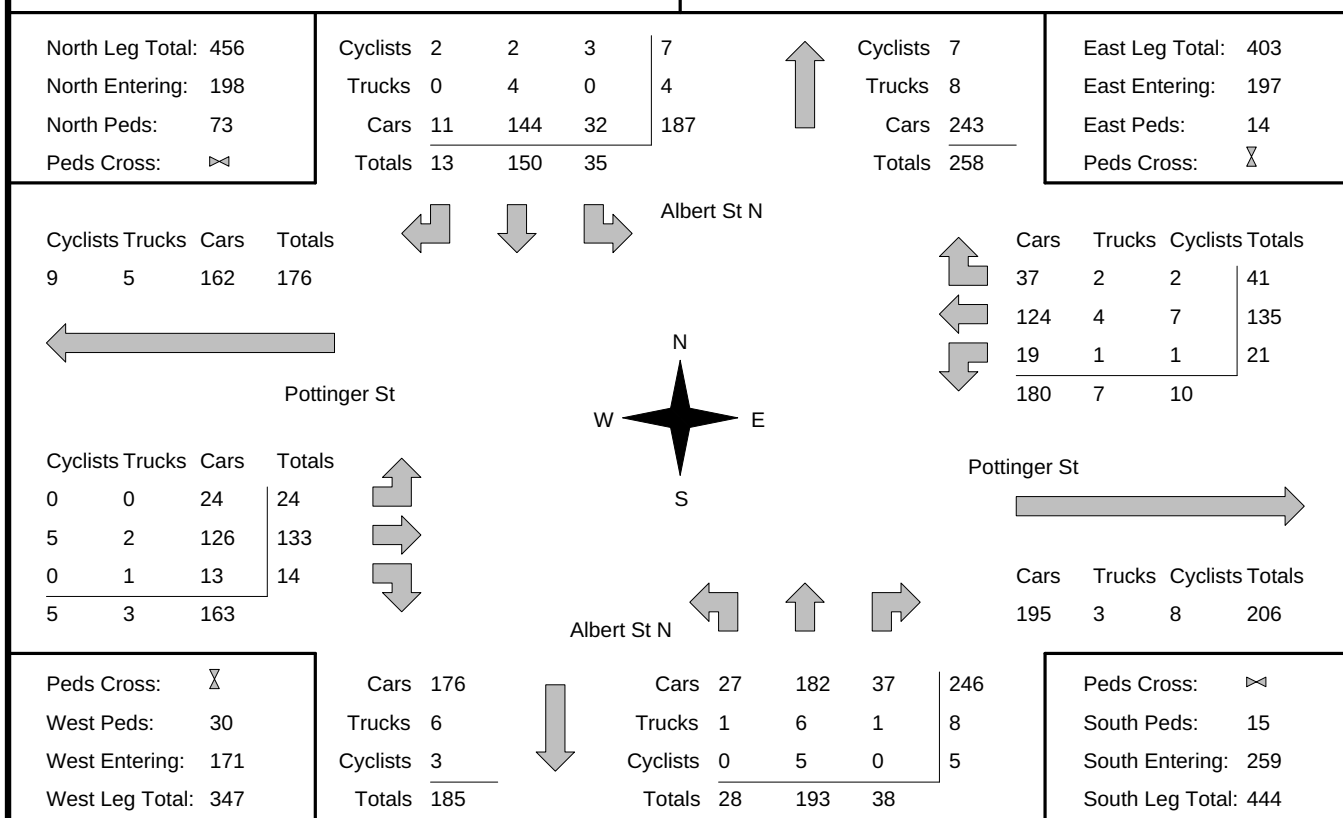 North Leg Total: 456
North Entering: 198
North Peds: 73
Peds Cross:
Cyclists 2 2 3 7
Trucks 0 4 0 4
Cars 11 144 32 187
Totals 13 150 35
Cyclists 7
Trucks 8
Cars 243
Totals 258
East Leg Total: 403
East Entering: 197
East Peds: 14
Peds Cross:
Albert St N
Cyclists Trucks Cars Totals
9 5 162 176
Cars Trucks Cyclists Totals
37 2 2 41
124 4 7 135
19 1 1 21
180 7 10
Pottinger St
N
W E
S
Cyclists Trucks Cars Totals
0 0 24 24
5 2 126 133
0 1 13 14
5 3 163
Pottinger St
Cars Trucks Cyclists Totals
195 3 8 206
Albert St N
Peds Cross:
West Peds: 30
West Entering: 171
West Leg Total: 347
Cars 176
Trucks 6
Cyclists 3
Totals 185
Cars 27 182 37 246
Trucks 1 6 1 8
Cyclists 0 5 0 5
Totals 28 193 38
Peds Cross:
South Peds: 15
South Entering: 259
South Leg Total: 444